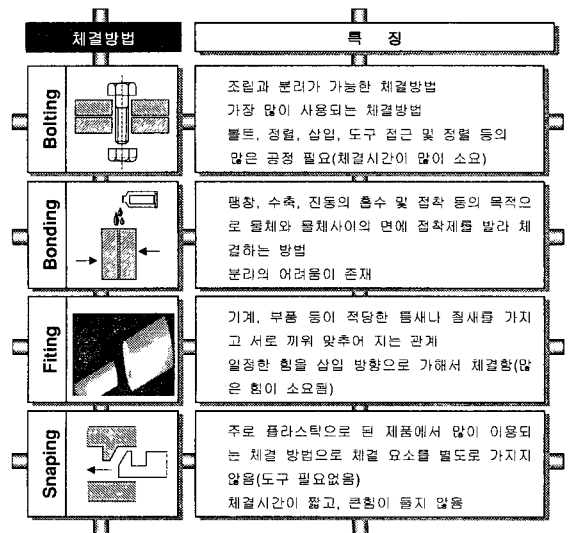 체결방법
특 징
Bolting
조립과 분리가 가능한 체결방법
가장 많이 사용되는 체결방법
볼트, 정렬, 삽입, 도구 접근 및 정렬 등의
많은 공정 필요(체결시간이 많이 소요)
Bonding
팽창, 수축, 진동의 흡수 및 접착 등의 목적으
로 물체와 물체사이의 면에 접착제를 발라 체
결하는 방법
분리의 어려움이 존재
Fiting
기계, 부품 등이 적당한 틈새나 죔새를 가지
고 서로 끼워 맞추어 지는 관계
일정한 힘을 삽입 방향으로 가해서 체결함(많
은 힘이 소요됨)
Snaping
주로 플라스틱으로 된 제품에서 많이 이용되
는 체결 방법으로 체결 요소를 별도로 가지지
않음(도구 필요없음)
체결시간이 짧고, 큰힘이 들지 않음